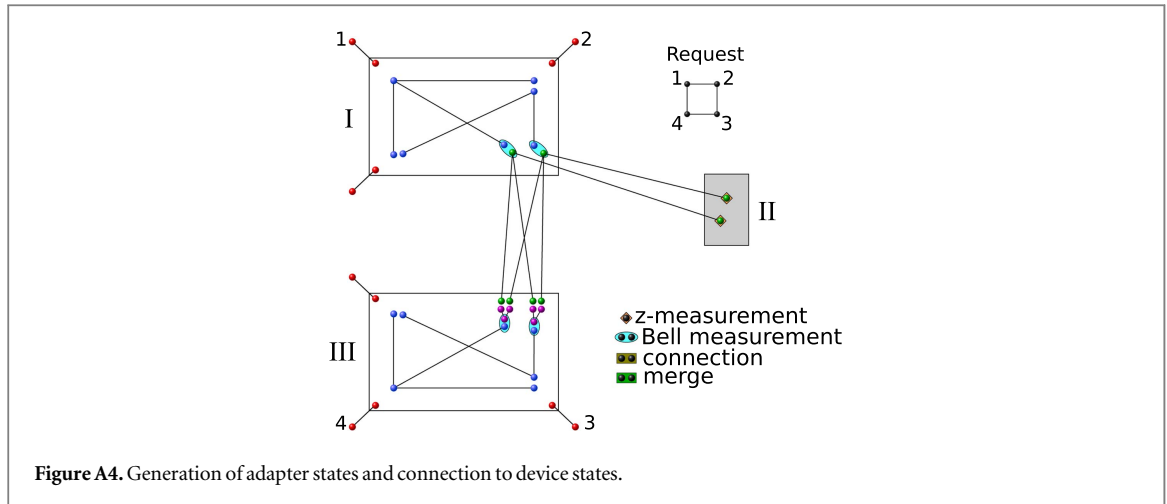 1
2
Request
1 2
I
4 3
II
III
z-measurement
Bell measurement
connection
merge
4
3
Figure A4. Generation of adapter states and connection to device states.